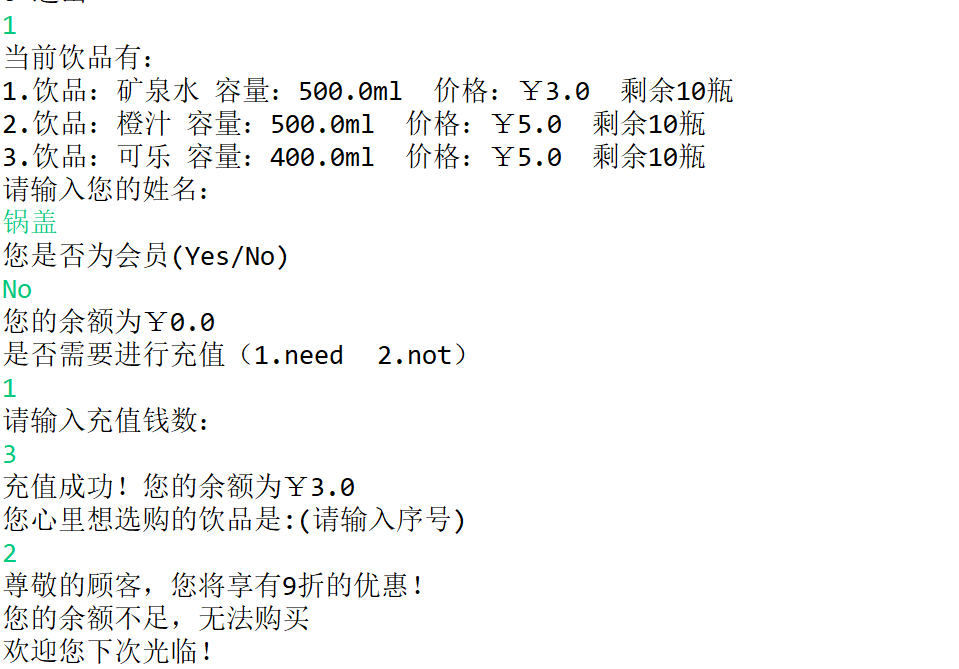 1
当前饮品有：
1.饮品：矿泉水 容量：500.0ml  价格：￥3.0  剩余10瓶
2.饮品：橙汁 容量：500.0ml  价格：￥5.0  剩余10瓶
3.饮品：可乐 容量：400.0ml  价格：￥5.0  剩余10瓶
请输入您的姓名：
锅盖
您是否为会员(Yes/No)
No
您的余额为￥0.0
是否需要进行充值（1.need  2.not）
1
请输入充值钱数：
3
充值成功！您的余额为￥3.0
您心里想选购的饮品是:(请输入序号)
2
尊敬的顾客，您将享有9折的优惠！
您的余额不足，无法购买
欢迎您下次光临！